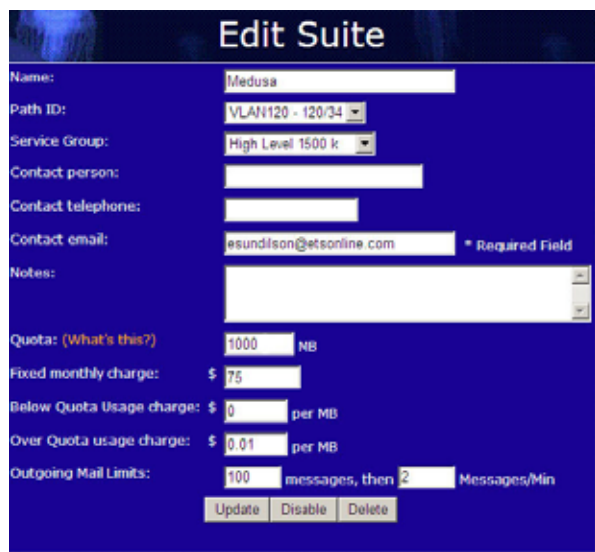 Edit Suite
Name: Medusa
Path ID: VLAN120 - 120/34
Service Group: High Level 1500 k
Contact person:
Contact telephone:
Contact email: esundilson@etsonline.com * Required Field
Notes:
Quota: (What's this?) 1000 MB
Fixed monthly charge: $ 75
Below Quota Usage charge: $ 0 per MB
Over Quota usage charge: $ 0.01 per MB
Outgoing Mail Limits: 100 messages, then 2 Messages/Min
Update Disable Delete